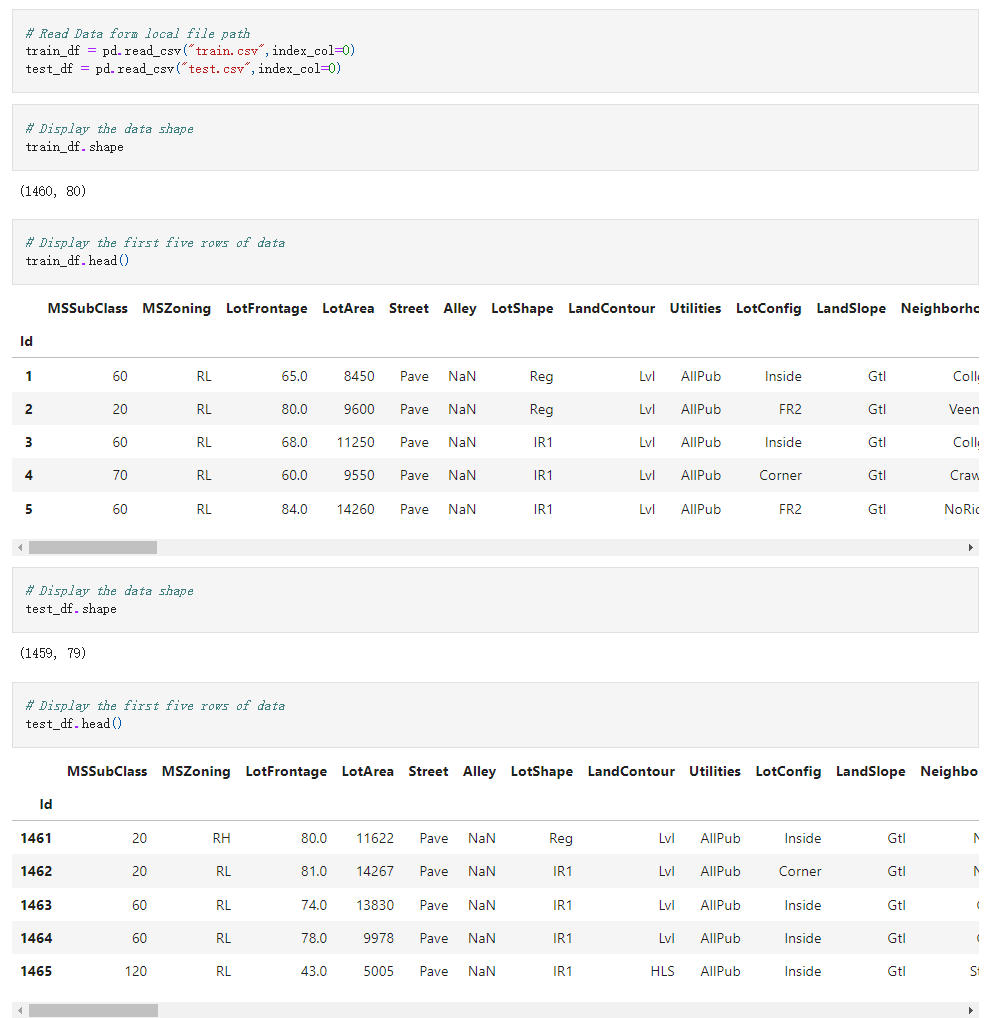 # Read Data form local file path
train_df = pd.read_csv("train.csv",index_col=0)
test_df = pd.read_csv("test.csv",index_col=0)
# Display the data shape
train_df.shape
(1460, 80)
# Display the first five rows of data
train_df.head()
MSSubClass MSZoning LotFrontage LotArea Street Alley LotShape LandContour Utilities LotConfig LandSlope Neighborho
Id
1 60 RL 65.0 8450 Pave NaN Reg Lvl AllPub Inside Gtl Coll
2 20 RL 80.0 9600 Pave NaN Reg Lvl AllPub FR2 Gtl Veen
3 60 RL 68.0 11250 Pave NaN IR1 Lvl AllPub Inside Gtl Coll
4 70 RL 60.0 9550 Pave NaN IR1 Lvl AllPub Corner Gtl Craw
5 60 RL 84.0 14260 Pave NaN IR1 Lvl AllPub FR2 Gtl NoRid
# Display the data shape
test_df.shape
(1459, 79)
# Display the first five rows of data
test_df.head()
MSSubClass MSZoning LotFrontage LotArea Street Alley LotShape LandContour Utilities LotConfig LandSlope Neighbo
Id
1461 20 RH 80.0 11622 Pave NaN Reg Lvl AllPub Inside Gtl
1462 20 RL 81.0 14267 Pave NaN IR1 Lvl AllPub Corner Gtl
1463 60 RL 74.0 13830 Pave NaN IR1 Lvl AllPub Inside Gtl
1464 60 RL 78.0 9978 Pave NaN IR1 Lvl AllPub Inside Gtl
1465 120 RL 43.0 5005 Pave NaN IR1 HLS AllPub Inside Gtl